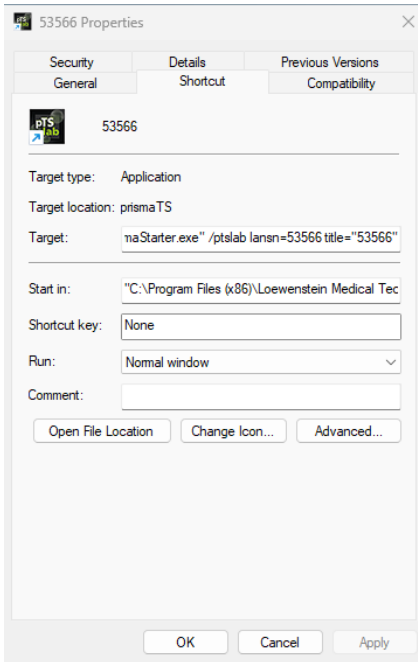 53566 Properties
Security Details Previous Versions
General Shortcut Compatibility
pTS
lab
53566
Target type: Application
Target location: prismaTS
Target: maStarter.exe" /ptslab lansn=53566 title="53566"
Start in: "C:\Program Files (x86)\Loewenstein Medical Tec
Shortcut key: None
Run: Normal window
Comment:
Open File Location Change Icon... Advanced...
OK Cancel Apply